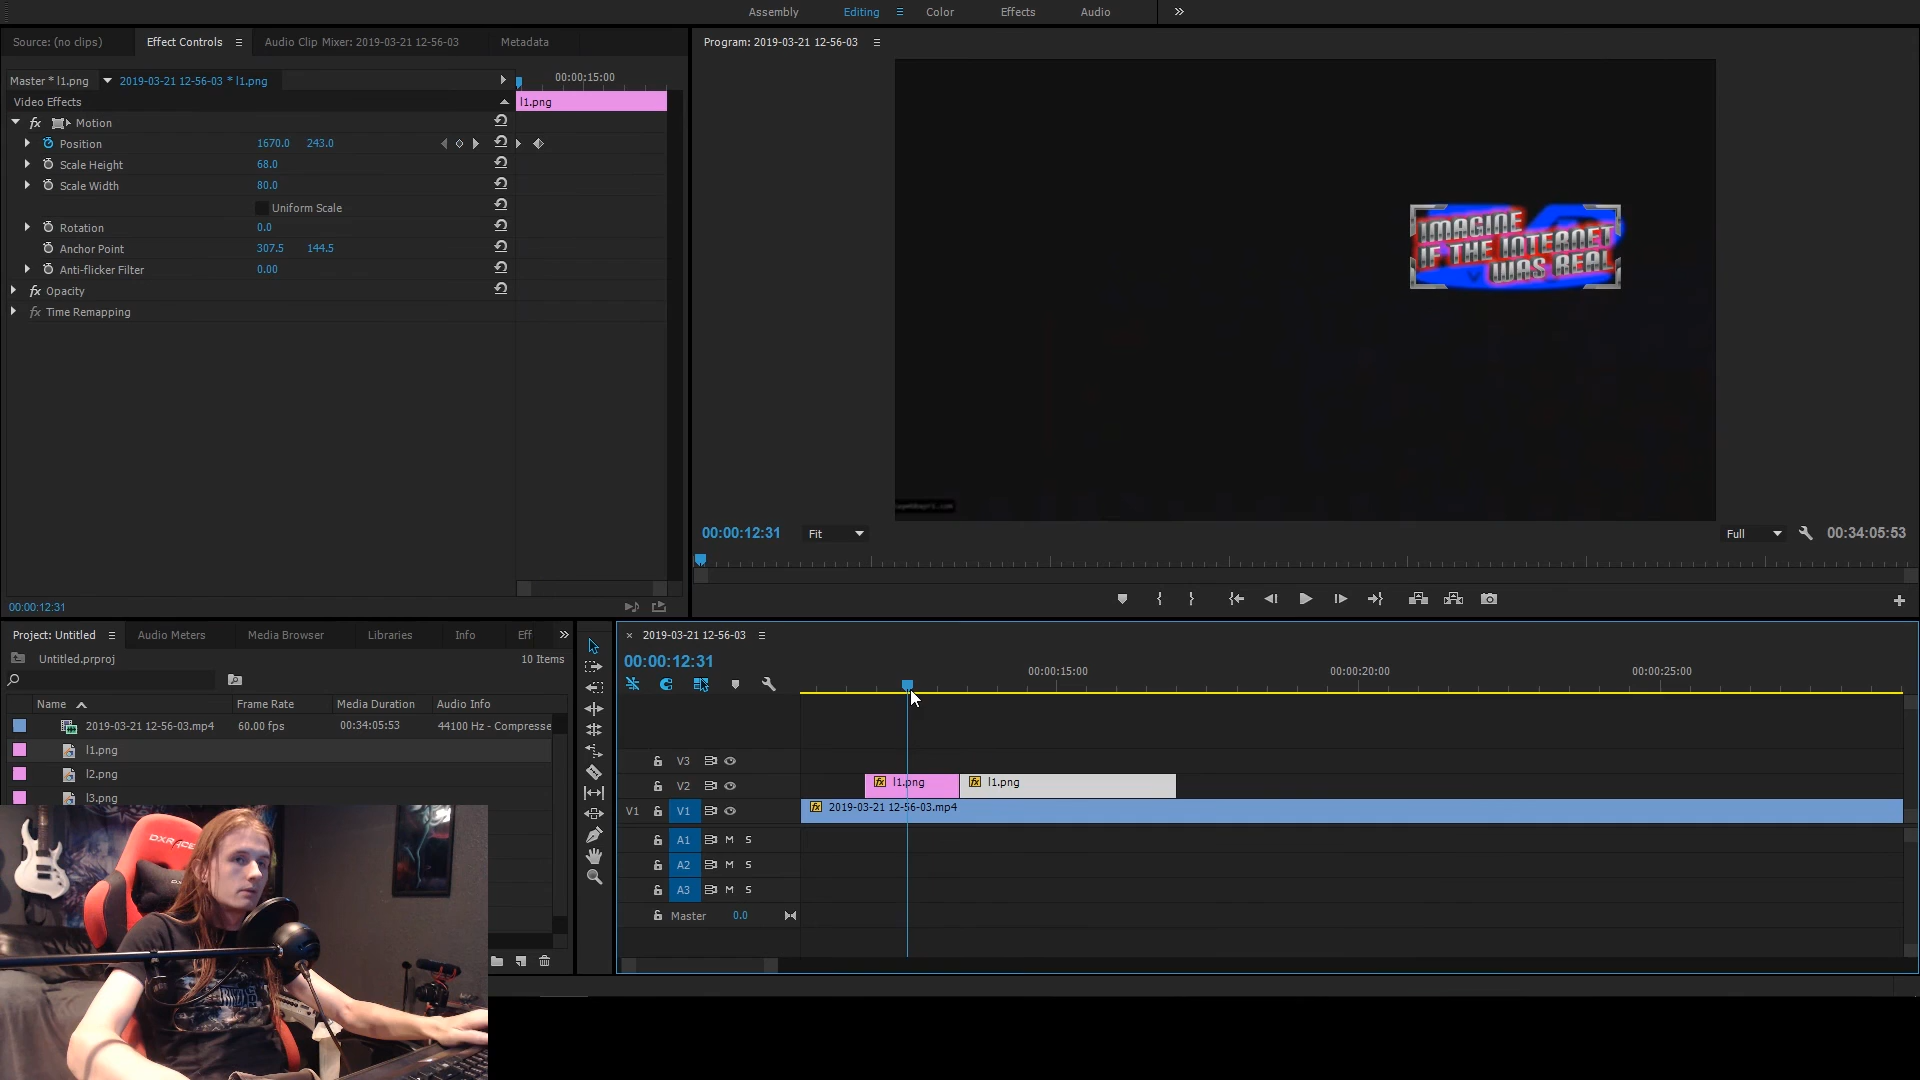 Assembly
Editing
Color
Effects
Audio
Source: (no clips)
Effect Controls
Audio Clip Mixer: 2019-03-21 12-56-03
Metadata
Program: 2019-03-21 12-56-03
Master * l1.png
2019-03-21 12-56-03 * l1.png
00:00:15:00
Video Effects
l1.png
fx Motion
Position 1670.0 243.0
Scale Height 68.0
Scale Width 80.0
Uniform Scale
Rotation 0.0
Anchor Point 307.5 144.5
Anti-flicker Filter 0.00
fx Opacity
fx Time Remapping
IMAGINE
IF THE INTERNET
WAS REAL
00:00:12:31
Fit
Full
00:34:05:53
00:00:12:31
Project: Untitled
Audio Meters
Media Browser
Libraries
Info
Eff
Untitled.prproj
10 Items
Name
Frame Rate
Media Duration
Audio Info
2019-03-21 12-56-03.mp4
60.00 fps
00:34:05:53
44100 Hz - Compresse
l1.png
l2.png
l3.png
2019-03-21 12-56-03
00:00:12:31
00:00:15:00
00:00:20:00
00:00:25:00
V3
V2
fx l1.png
fx l1.png
V1 V1
fx 2019-03-21 12-56-03.mp4
A1 M S
A2 M S
A3 M S
Master 0.0
DXRACER